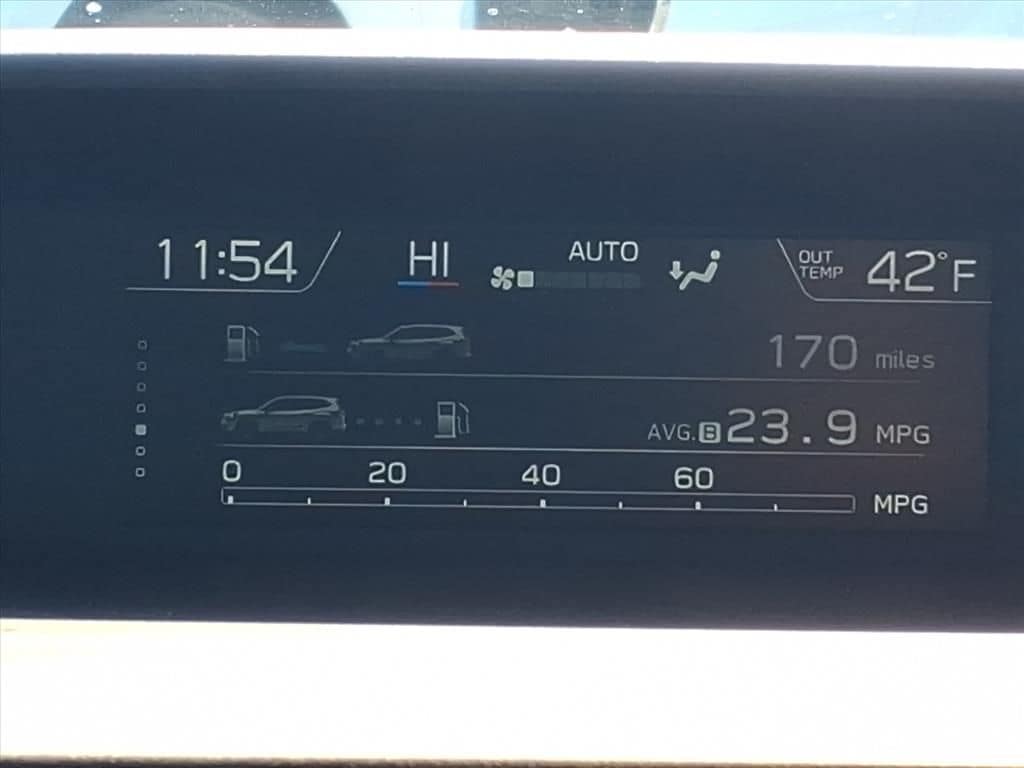 11:54 HI AUTO OUT TEMP 42°F
170 miles
AVG. B 23.9 MPG
0 20 40 60
MPG